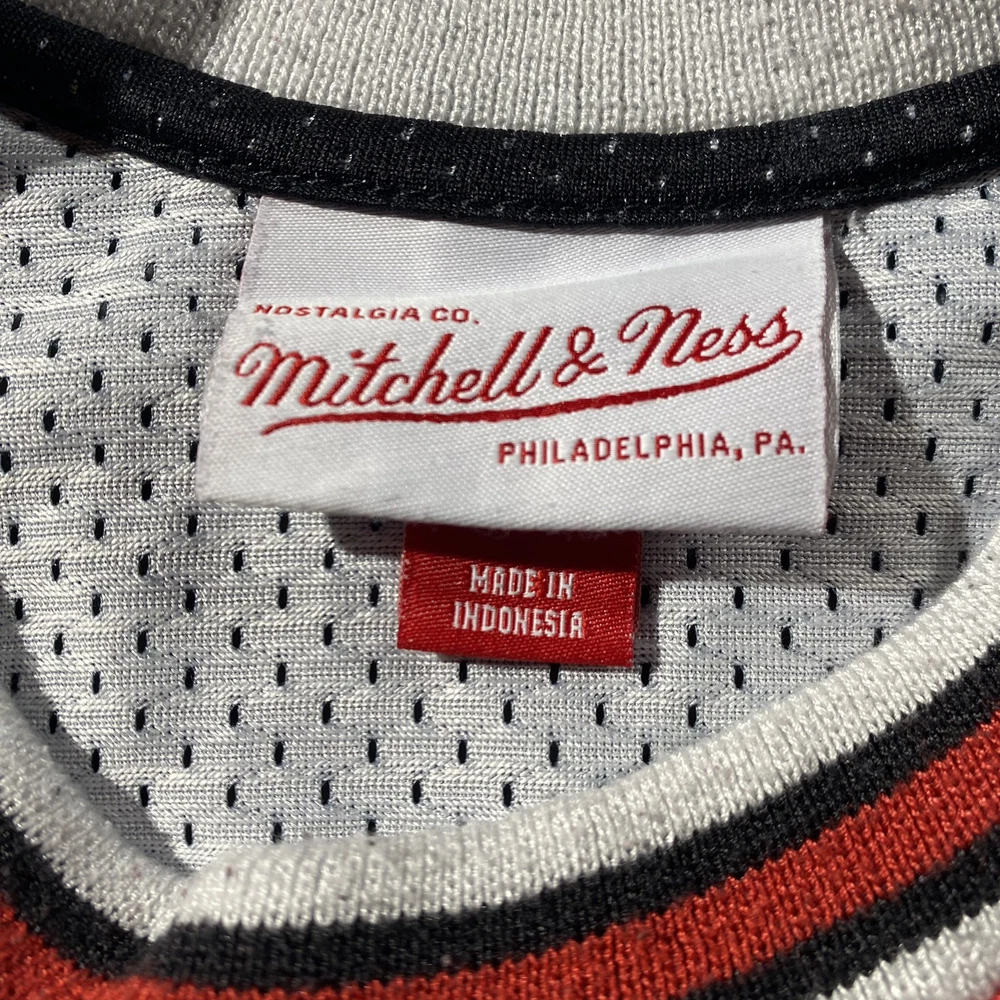 NOSTALGIA CO.
Mitchell & Ness
PHILADELPHIA, PA.
MADE IN
INDONESIA